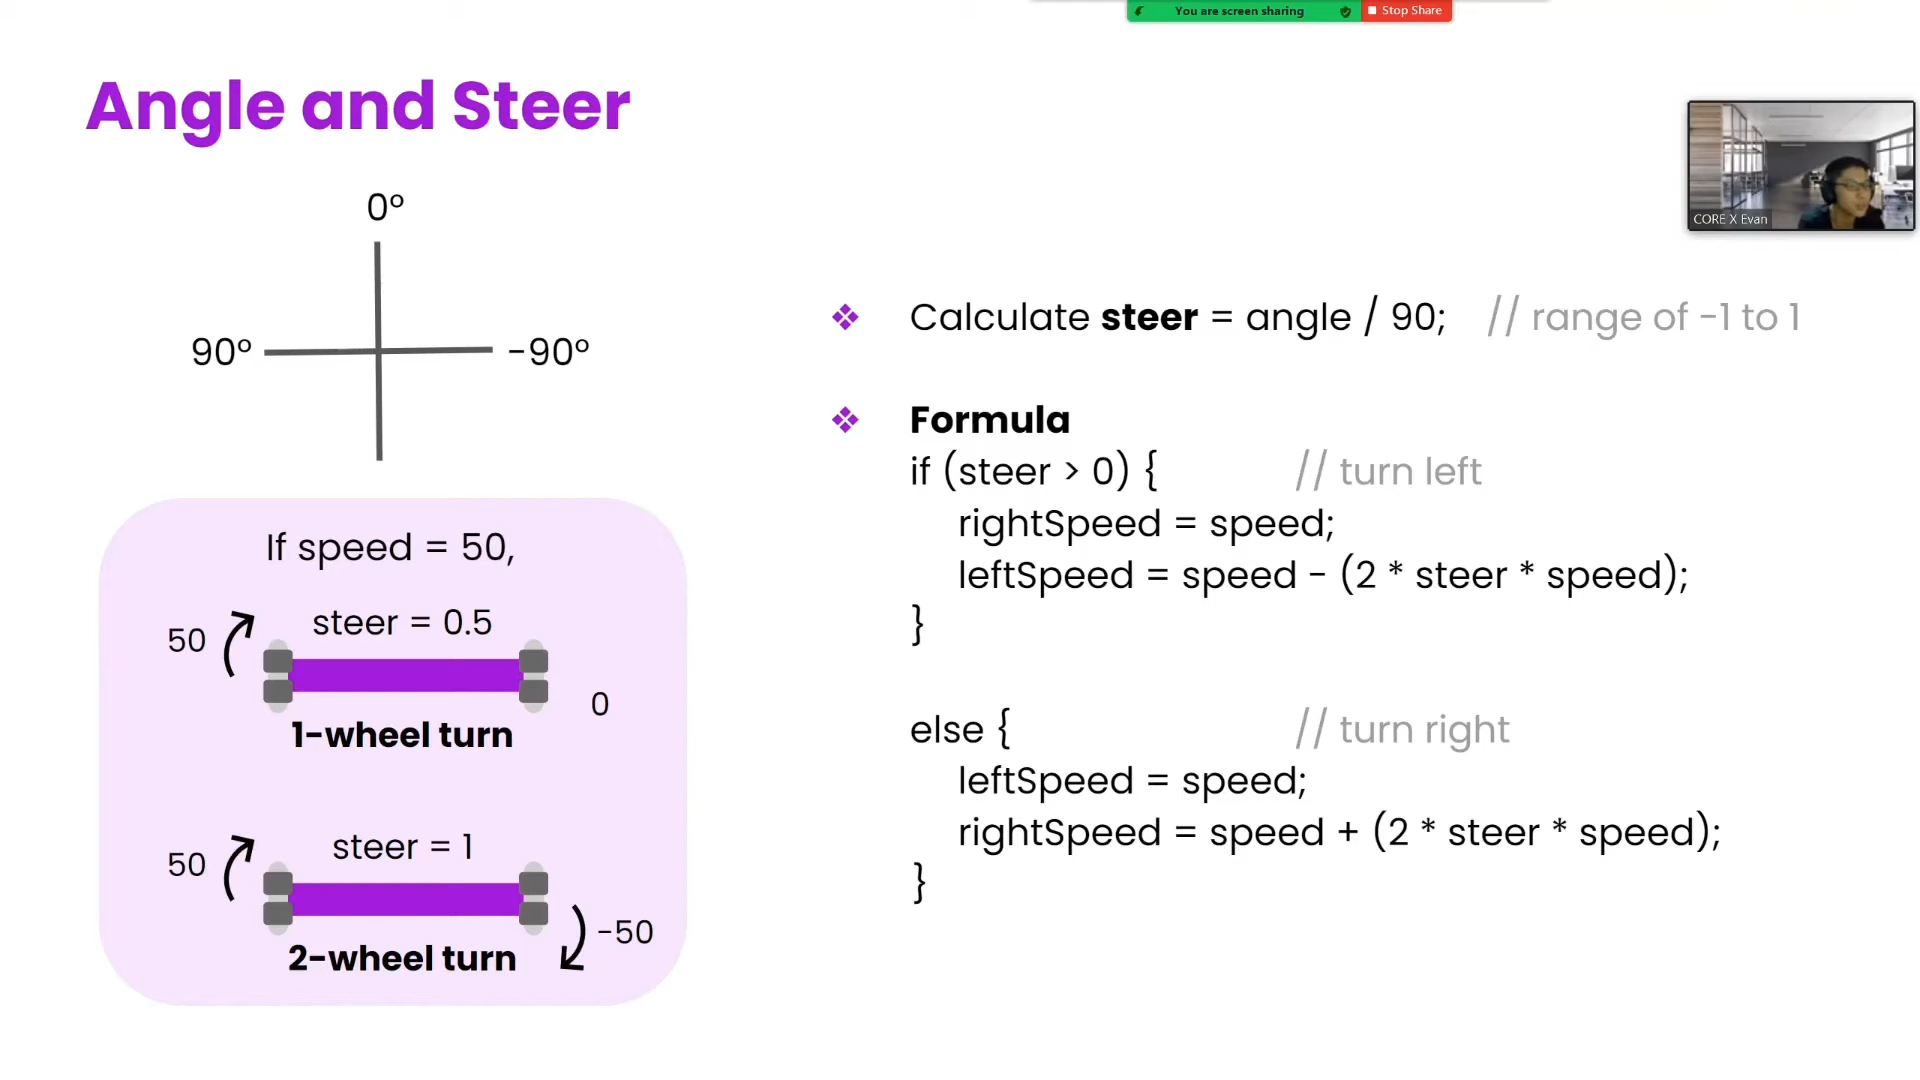 You are screen sharing
Stop Share
Angle and Steer
CORE X Evan
0°
90°
-90°
If speed = 50,
steer = 0.5
50
0
1-wheel turn
steer = 1
50
-50
2-wheel turn
Calculate steer = angle / 90; // range of -1 to 1
Formula
if (steer > 0) { // turn left
rightSpeed = speed;
leftSpeed = speed - (2 * steer * speed);
}
else { // turn right
leftSpeed = speed;
rightSpeed = speed + (2 * steer * speed);
}